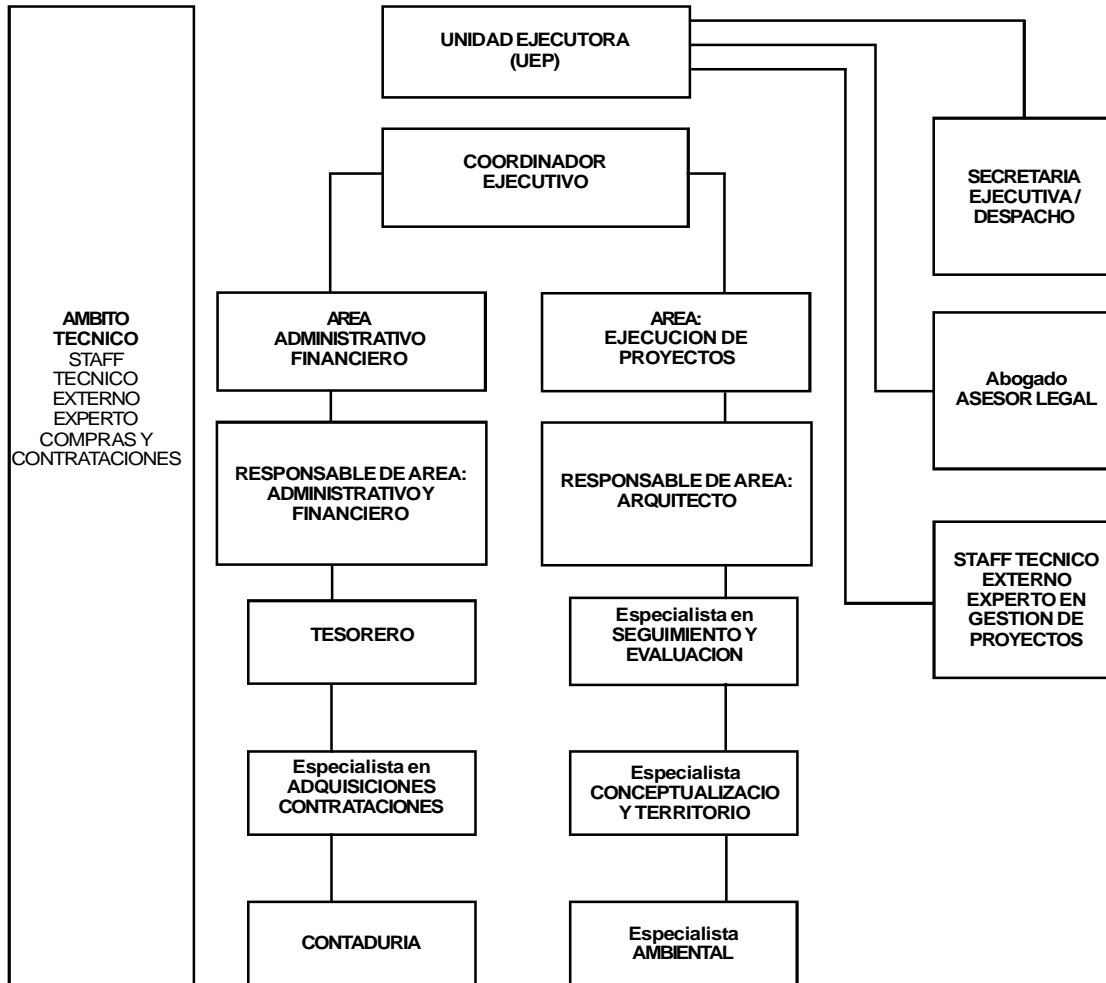 UNIDAD EJECUTORA
(UEP)
COORDINADOR
EJECUTIVO
SECRETARIA
EJECUTIVA /
DESPACHO
AMBITO
TECNICO
STAFF
TECNICO
EXTERNO
EXPERTO
COMPRAS Y
CONTRATACIONES
AREA
ADMINISTRATIVO
FINANCIERO
AREA:
EJECUCION DE
PROYECTOS
Abogado
ASESOR LEGAL
RESPONSABLE DE AREA:
ADMINISTRATIVO Y
FINANCIERO
RESPONSABLE DE AREA:
ARQUITECTO
STAFF TECNICO
EXTERNO
EXPERTO EN
GESTION DE
PROYECTOS
TESORERO
Especialista en
SEGUIMIENTO Y
EVALUACION
Especialista en
ADQUISICIONES
CONTRATACIONES
Especialista
CONCEPTUALIZACIO
Y TERRITORIO
CONTADURIA
Especialista
AMBIENTAL